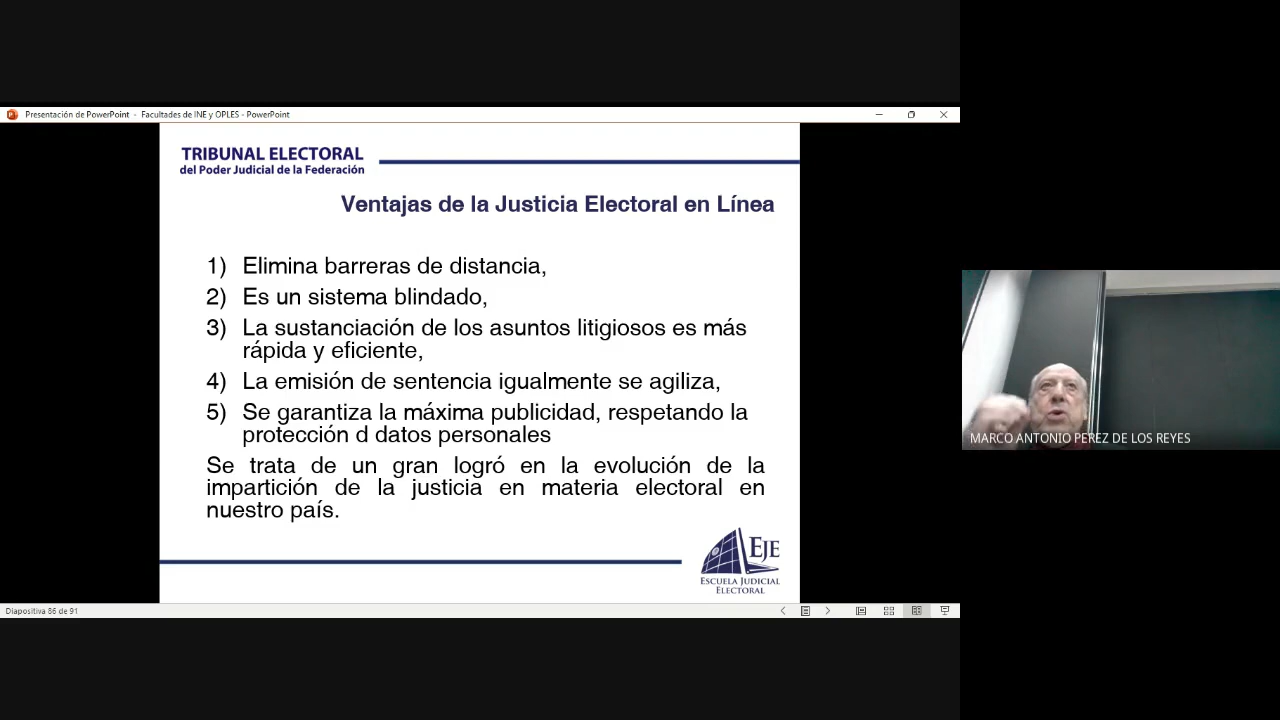 Presentación de PowerPoint - Facultades de INE y OPLES - PowerPoint
TRIBUNAL ELECTORAL
del Poder Judicial de la Federación
Ventajas de la Justicia Electoral en Línea
1) Elimina barreras de distancia,
2) Es un sistema blindado,
3) La sustanciación de los asuntos litigiosos es más
rápida y eficiente,
4) La emisión de sentencia igualmente se agiliza,
5) Se garantiza la máxima publicidad, respetando la
protección d datos personales
Se trata de un gran logró en la evolución de la
impartición de la justicia en materia electoral en
nuestro país.
EJE
ESCUELA JUDICIAL
ELECTORAL
Diapositiva 86 de 91
MARCO ANTONIO PEREZ DE LOS REYES